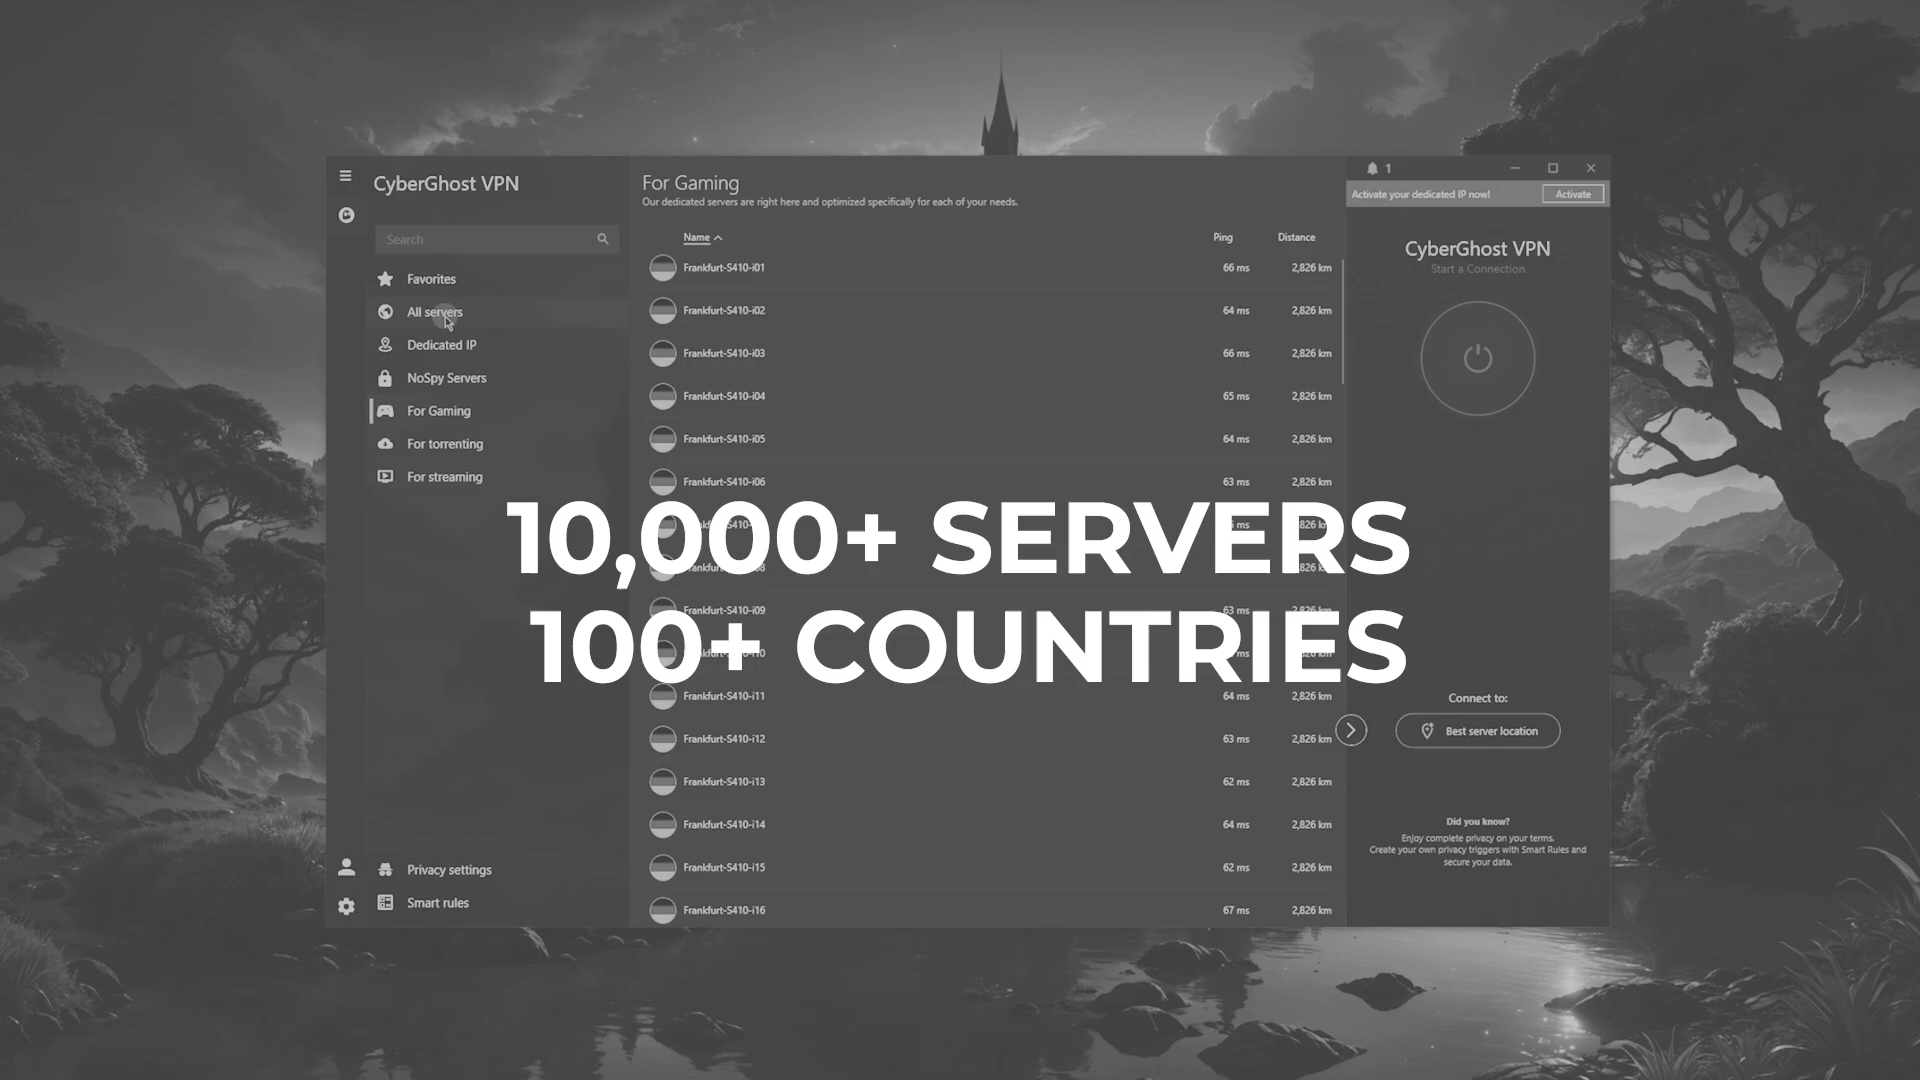 CyberGhost VPN
Search
Favorites
All servers
Dedicated IP
NoSpy Servers
For Gaming
For torrenting
For streaming
Privacy settings
Smart rules
For Gaming
Our dedicated servers are right here and optimized specifically for each of your needs.
Name Ping Distance
Frankfurt-S410-i01 66 ms 2,826 km
Frankfurt-S410-i02 64 ms 2,826 km
Frankfurt-S410-i03 66 ms 2,826 km
Frankfurt-S410-i04 65 ms 2,826 km
Frankfurt-S410-i05 64 ms 2,826 km
Frankfurt-S410-i06 63 ms 2,826 km
10,000+ SERVERS
Frankfurt-S410-i09 63 ms 2,826 km
100+ COUNTRIES
Frankfurt-S410-i11 64 ms 2,826 km
Frankfurt-S410-i12 63 ms 2,826 km
Frankfurt-S410-i13 62 ms 2,826 km
Frankfurt-S410-i14 64 ms 2,826 km
Frankfurt-S410-i15 62 ms 2,826 km
Frankfurt-S410-i16 67 ms 2,826 km
1
Activate your dedicated IP now! Activate
CyberGhost VPN
Start a Connection
Connect to:
Best server location
Did you know?
Enjoy complete privacy on your terms.
Create your own privacy triggers with Smart Rules and
secure your data.